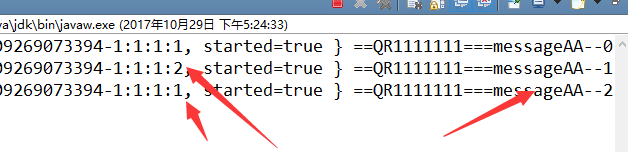 va\jdk\bin\javaw.exe (2017年10月29日 下午5:24:33)
09269073394-1:1:1:1, started=true } ==QR1111111===messageAA--0
09269073394-1:1:1:2, started=true } ==QR1111111===messageAA--1
09269073394-1:1:1:1, started=true } ==QR1111111===messageAA--2